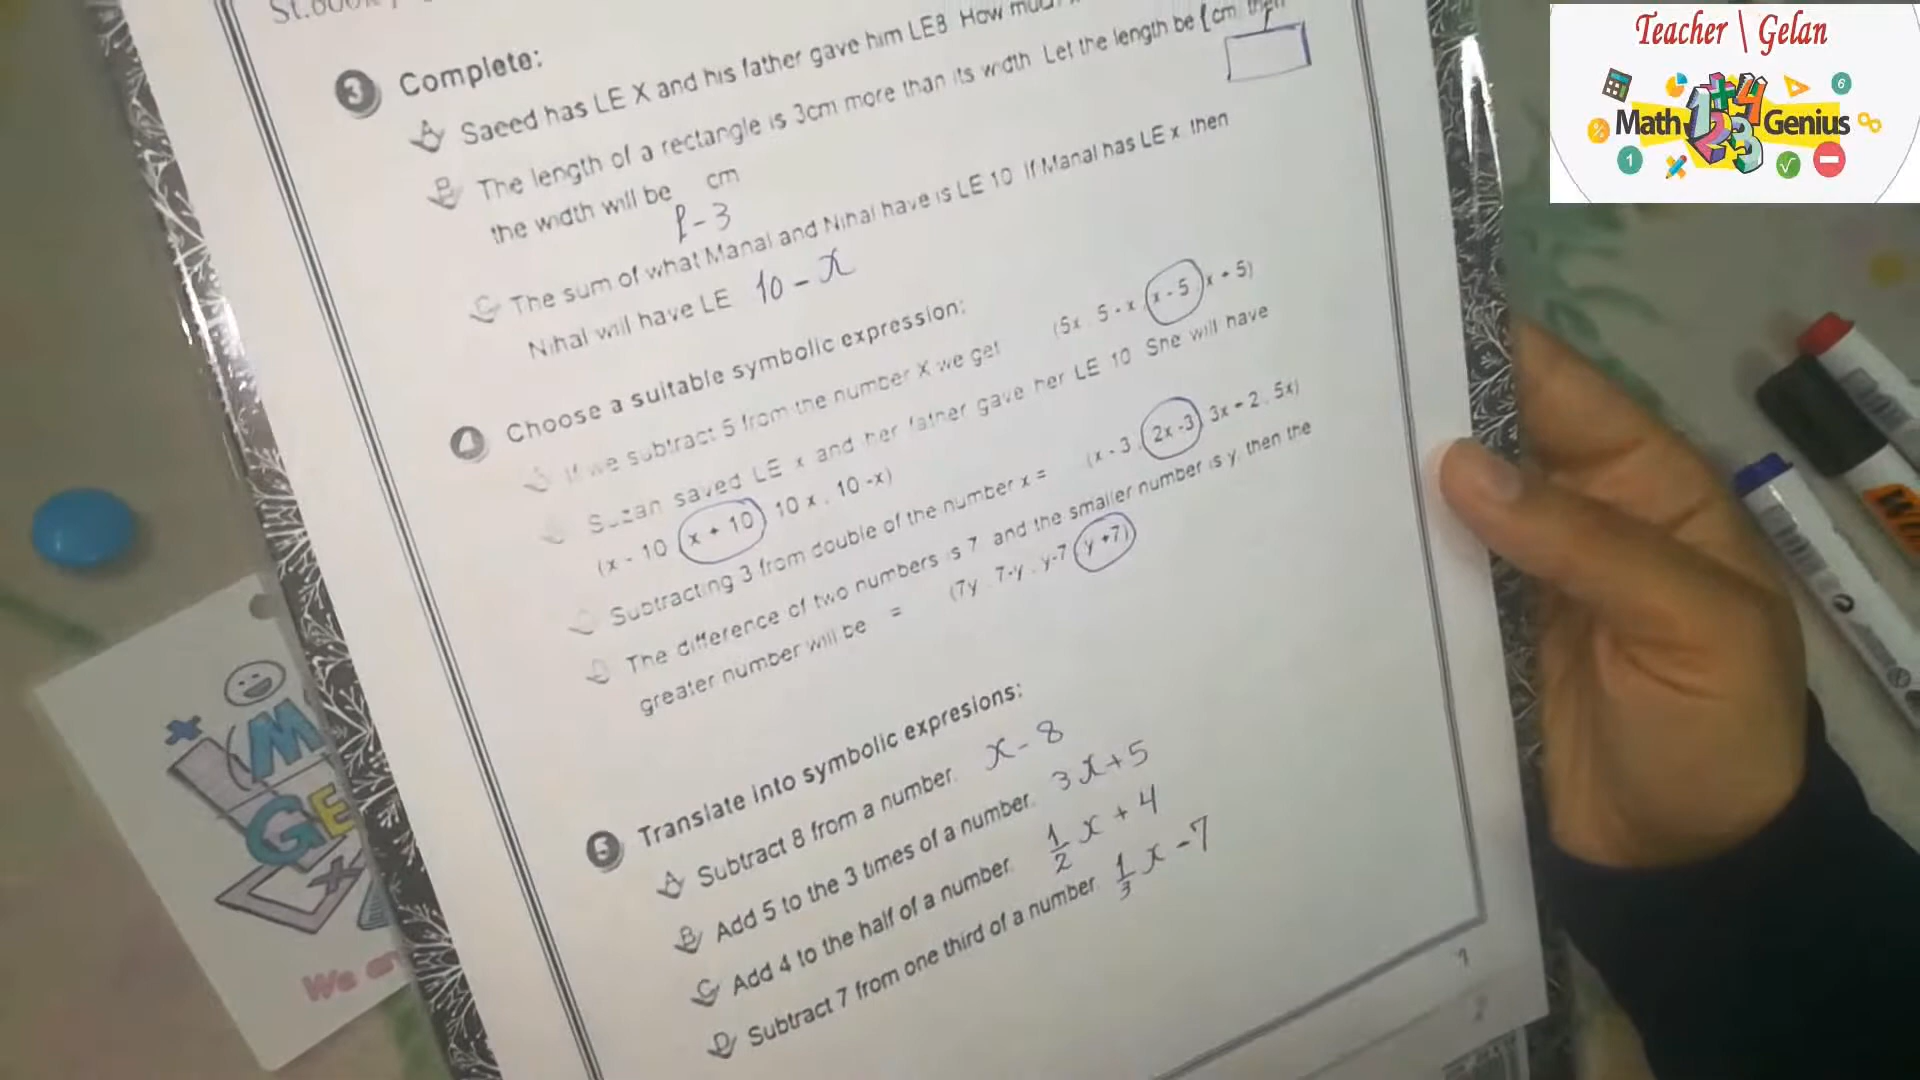 St.Book
3 Complete:
A Saeed has LE X and his father gave him LE8 How much
B The length of a rectangle is 3cm more than its width Let the length be ℓ cm then
the width will be cm
ℓ - 3
C The sum of what Manal and Nihal have is LE 10 If Manal has LE x then
Nihal will have LE 10 - x
4 Choose a suitable symbolic expression:
A If we subtract 5 from the number X we get (5x 5 - x x - 5 x + 5)
Suzan saved LE x and her father gave her LE 10 She will have
(x - 10 x + 10 10 x . 10 -x)
Subtracting 3 from double of the number x = (x - 3 . 2x -3 3x - 2 . 5x)
D The difference of two numbers is 7 and the smaller number is y, then the
greater number will be = (7y . 7-y . y-7 y +7)
5 Translate into symbolic expresions:
A Subtract 8 from a number. x - 8
B Add 5 to the 3 times of a number. 3x + 5
C Add 4 to the half of a number. 1/2 x + 4
D Subtract 7 from one third of a number. 1/3 x - 7
Teacher \ Gelan
Math 1234 Genius
6
1
M
GE
X
We ar